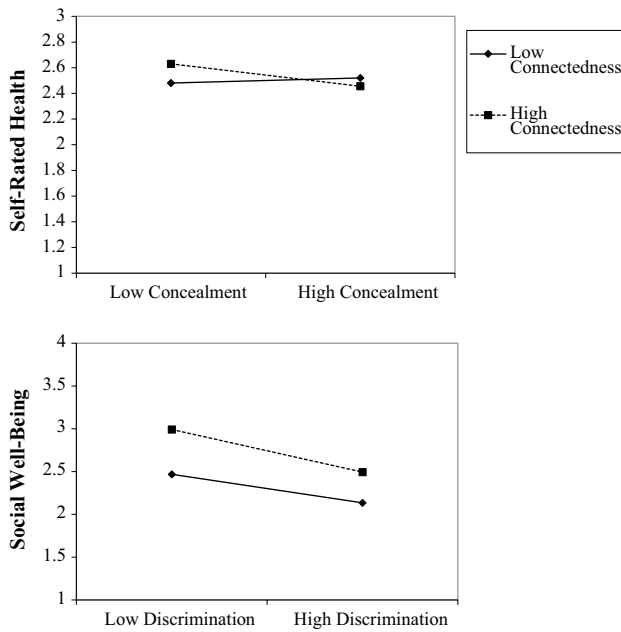 Self-Rated Health
3
2.8
2.6
2.4
2.2
2
1.8
1.6
1.4
1.2
1
Low Concealment High Concealment
Low
Connectedness
High
Connectedness
Social Well-Being
4
3.5
3
2.5
2
1.5
1
Low Discrimination High Discrimination